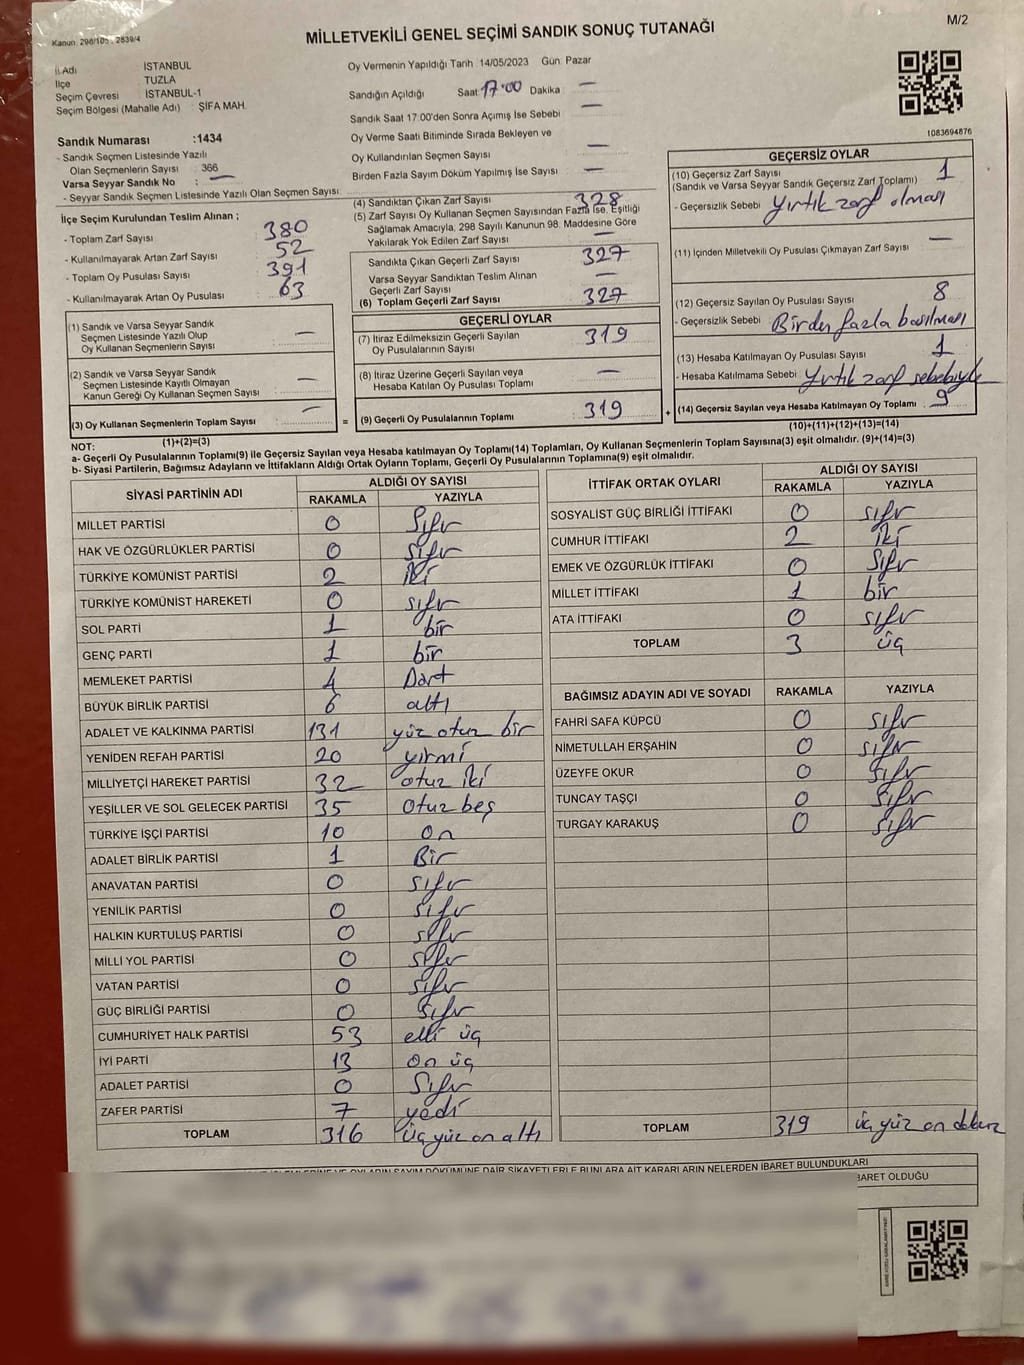 Kanun: 298/105 - 2839/4
MİLLETVEKİLİ GENEL SEÇİMİ SANDIK SONUÇ TUTANAĞI
M/2
İl Adı İSTANBUL
İlçe TUZLA
Seçim Çevresi İSTANBUL-1
Seçim Bölgesi (Mahalle Adı) ŞİFA MAH.
Sandık Numarası :1434
- Sandık Seçmen Listesinde Yazılı
Olan Seçmenlerin Sayısı : 366
Varsa Seyyar Sandık No : —
- Seyyar Sandık Seçmen Listesinde Yazılı Olan Seçmen Sayısı:
Oy Vermenin Yapıldığı Tarih 14/05/2023 Gün: Pazar
Sandığın Açıldığı Saat 17.00 Dakika —
Sandık Saat 17:00'den Sonra Açımış İse Sebebi —
Oy Verme Saati Bitiminde Sırada Bekleyen ve
Oy Kullandırılan Seçmen Sayısı —
Birden Fazla Sayım Döküm Yapılmış İse Sayısı —
1083694876
İlçe Seçim Kurulundan Teslim Alınan ;
- Toplam Zarf Sayısı 380
- Kullanılmayarak Artan Zarf Sayısı 52
- Toplam Oy Pusulası Sayısı 391
- Kullanılmayarak Artan Oy Pusulası 63
(4) Sandıktan Çıkan Zarf Sayısı 328
(5) Zarf Sayısı Oy Kullanan Seçmen Sayısından Fazla İse, Eşitliği
Sağlamak Amacıyla, 298 Sayılı Kanunun 98. Maddesine Göre
Yakılarak Yok Edilen Zarf Sayısı —
Sandıkta Çıkan Geçerli Zarf Sayısı 327
Varsa Seyyar Sandıktan Teslim Alınan
Geçerli Zarf Sayısı —
(6) Toplam Geçerli Zarf Sayısı 327
GEÇERSİZ OYLAR
(10) Geçersiz Zarf Sayısı 1
(Sandık ve Varsa Seyyar Sandık Geçersiz Zarf Toplamı)
- Geçersizlik Sebebi Yırtık zarf olması
(11) İçinden Milletvekili Oy Pusulası Çıkmayan Zarf Sayısı —
(12) Geçersiz Sayılan Oy Pusulası Sayısı 8
- Geçersizlik Sebebi Birden fazla basılması
(13) Hesaba Katılmayan Oy Pusulası Sayısı 1
- Hesaba Katılmama Sebebi Yırtık zarf sebebiyle
(14) Geçersiz Sayılan veya Hesaba Katılmayan Oy Toplamı 9
(10)+(11)+(12)+(13)=(14)
(1) Sandık ve Varsa Seyyar Sandık
Seçmen Listesinde Yazılı Olup
Oy Kullanan Seçmenlerin Sayısı —
(2) Sandık ve Varsa Seyyar Sandık
Seçmen Listesinde Kayıtlı Olmayan
Kanun Gereği Oy Kullanan Seçmen Sayısı —
(3) Oy Kullanan Seçmenlerin Toplam Sayısı —
=
(1)+(2)=(3)
GEÇERLİ OYLAR
(7) İtiraz Edilmeksizin Geçerli Sayılan
Oy Pusulalarının Sayısı 319
(8) İtiraz Üzerine Geçerli Sayılan veya
Hesaba Katılan Oy Pusulası Toplamı —
(9) Geçerli Oy Pusulalarının Toplamı 319
+
NOT:
a- Geçerli Oy Pusulalarının Toplamı(9) ile Geçersiz Sayılan veya Hesaba katılmayan Oy Toplamı(14) Toplamları, Oy Kullanan Seçmenlerin Toplam Sayısına(3) eşit olmalıdır. (9)+(14)=(3)
b- Siyasi Partilerin, Bağımsız Adayların ve İttifakların Aldığı Ortak Oyların Toplamı, Geçerli Oy Pusulalarının Toplamına(9) eşit olmalıdır.
SİYASİ PARTİNİN ADI ALDIĞI OY SAYISI
RAKAMLA YAZIYLA
MİLLET PARTİSİ 0 Sıfır
HAK VE ÖZGÜRLÜKLER PARTİSİ 0 sıfır
TÜRKİYE KOMÜNİST PARTİSİ 2 iki
TÜRKİYE KOMÜNİST HAREKETİ 0 sıfır
SOL PARTİ 1 bir
GENÇ PARTİ 1 bir
MEMLEKET PARTİSİ 4 Dört
BÜYÜK BİRLİK PARTİSİ 6 altı
ADALET VE KALKINMA PARTİSİ 131 yüz otuz bir
YENİDEN REFAH PARTİSİ 20 yirmi
MİLLİYETÇİ HAREKET PARTİSİ 32 otuz iki
YEŞİLLER VE SOL GELECEK PARTİSİ 35 otuz beş
TÜRKİYE İŞÇİ PARTİSİ 10 on
ADALET BİRLİK PARTİSİ 1 Bir
ANAVATAN PARTİSİ 0 sıfır
YENİLİK PARTİSİ 0 sıfır
HALKIN KURTULUŞ PARTİSİ 0 sıfır
MİLLİ YOL PARTİSİ 0 sıfır
VATAN PARTİSİ 0 sıfır
GÜÇ BİRLİĞİ PARTİSİ 0 sıfır
CUMHURİYET HALK PARTİSİ 53 elli üç
İYİ PARTİ 13 on üç
ADALET PARTİSİ 0 Sıfır
ZAFER PARTİSİ 7 yedi
TOPLAM 316 üç yüz on altı
İTTİFAK ORTAK OYLARI ALDIĞI OY SAYISI
RAKAMLA YAZIYLA
SOSYALİST GÜÇ BİRLİĞİ İTTİFAKI 0 sıfır
CUMHUR İTTİFAKI 2 iki
EMEK VE ÖZGÜRLÜK İTTİFAKI 0 sıfır
MİLLET İTTİFAKI 1 bir
ATA İTTİFAKI 0 sıfır
TOPLAM 3 üç
BAĞIMSIZ ADAYIN ADI VE SOYADI RAKAMLA YAZIYLA
FAHRİ SAFA KÜPCÜ 0 sıfır
NİMETULLAH ERŞAHİN 0 sıfır
ÜZEYFE OKUR 0 sıfır
TUNCAY TAŞÇI 0 sıfır
TURGAY KARAKUŞ 0 sıfır
TOPLAM 319 üç yüz on dokuz
OYLARIN SAYIM DÖKÜMÜNE DAİR ŞİKAYETLERLE BUNLARA AİT KARARLARIN NELERDEN İBARET BULUNDUKLARI
İBARET OLDUĞU